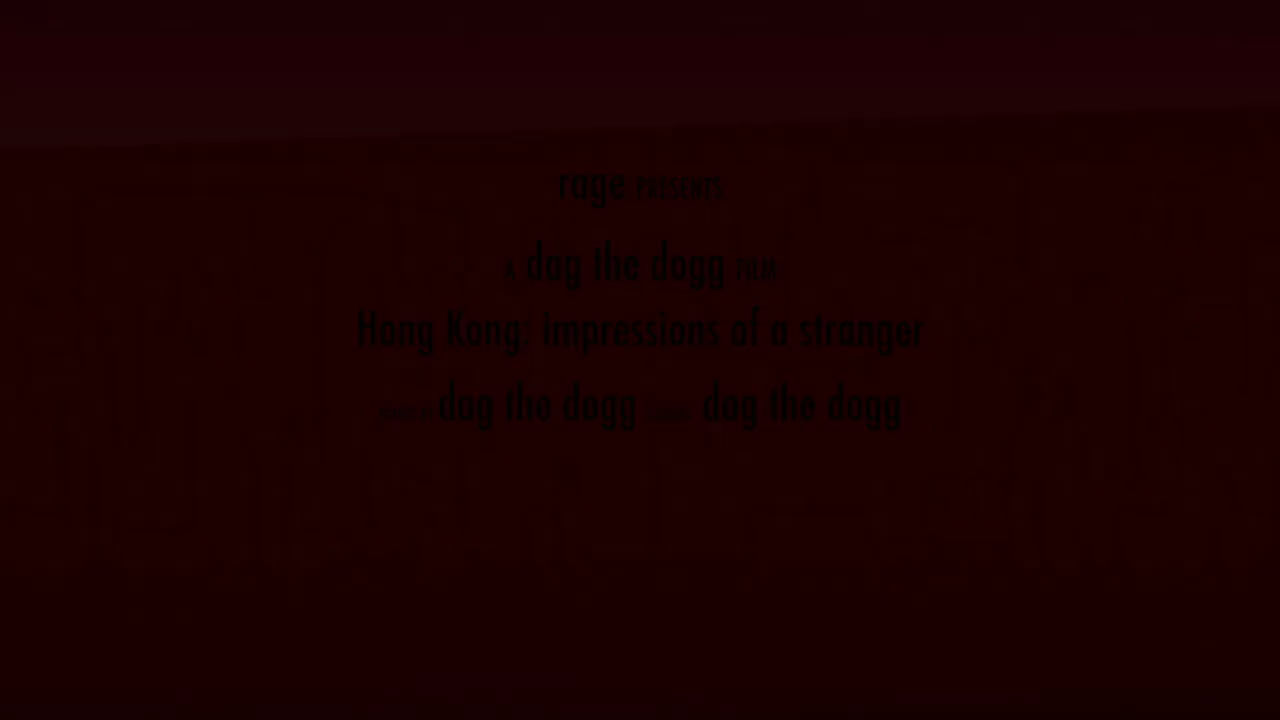 rage PRESENTS
A dog the dogg FILM
Hong Kong: impressions of a stranger
dog the dogg dog the dogg